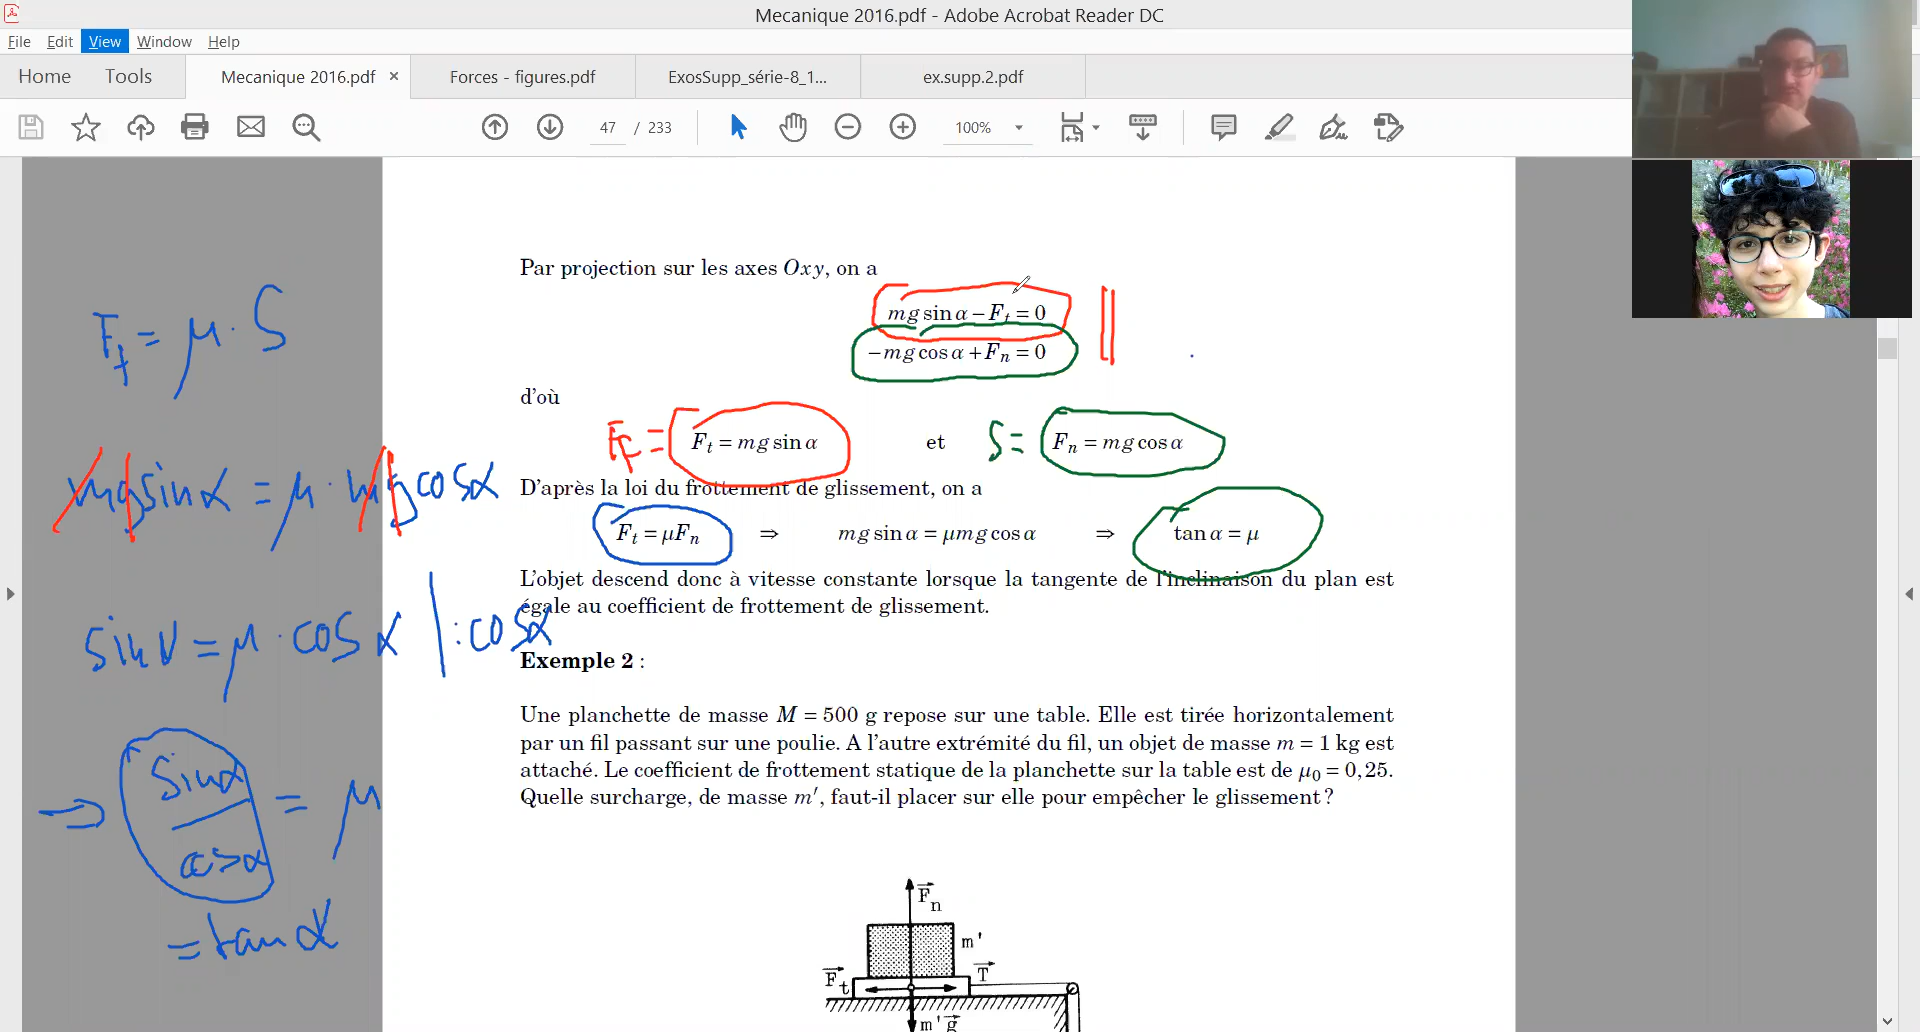 Mecanique 2016.pdf - Adobe Acrobat Reader DC
File Edit View Window Help
Home Tools Mecanique 2016.pdf × Forces - figures.pdf ExosSupp_série-8_1... ex.supp.2.pdf
47 / 233 100%
Par projection sur les axes Oxy, on a
mg sin α − Ft = 0
−mg cos α + Fn = 0
d'où
Ff = Ft = mg sin α et S = Fn = mg cos α
D'après la loi du frottement de glissement, on a
Ft = μFn ⇒ mg sin α = μmg cos α ⇒ tan α = μ
L'objet descend donc à vitesse constante lorsque la tangente de l'inclinaison du plan est
égale au coefficient de frottement de glissement.
Exemple 2 :
Une planchette de masse M = 500 g repose sur une table. Elle est tirée horizontalement
par un fil passant sur une poulie. A l'autre extrémité du fil, un objet de masse m = 1 kg est
attaché. Le coefficient de frottement statique de la planchette sur la table est de μ0 = 0,25.
Quelle surcharge, de masse m′, faut-il placer sur elle pour empêcher le glissement ?
Fn
m'
Ft
T
m'g
Ff = μ · S
mg sin α = μ · mg cos α
sin α = μ · cos α | : cos α
→ sin α / cos α = μ
= tan α